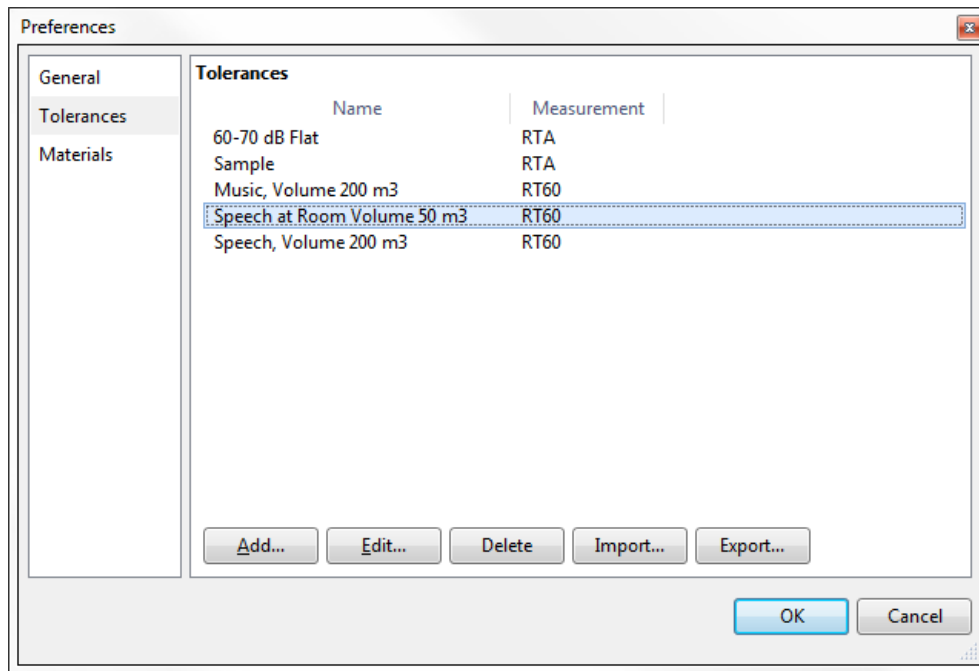 Preferences
General
Tolerances
Materials
Tolerances
Name Measurement
60-70 dB Flat RTA
Sample RTA
Music, Volume 200 m3 RT60
Speech at Room Volume 50 m3 RT60
Speech, Volume 200 m3 RT60
Add... Edit... Delete Import... Export...
OK Cancel